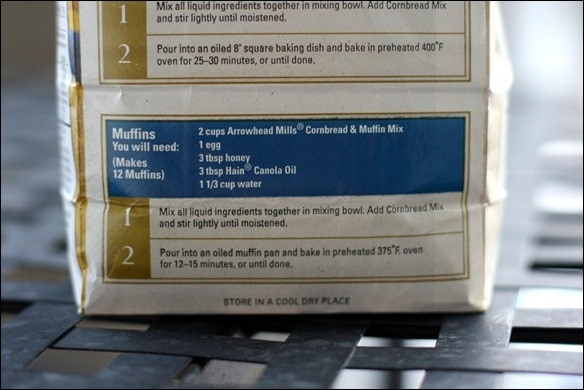 1
Mix all liquid ingredients together in mixing bowl. Add Cornbread Mix
and stir lightly until moistened.
2
Pour into an oiled 8" square baking dish and bake in preheated 400°F
oven for 25–30 minutes, or until done.
Muffins
You will need:
(Makes
12 Muffins)
2 cups Arrowhead Mills® Cornbread & Muffin Mix
1 egg
3 tbsp honey
3 tbsp Hain® Canola Oil
1 1/3 cup water
1
Mix all liquid ingredients together in mixing bowl. Add Cornbread Mix
and stir lightly until moistened.
2
Pour into an oiled muffin pan and bake in preheated 375°F. oven
for 12–15 minutes, or until done.
STORE IN A COOL DRY PLACE